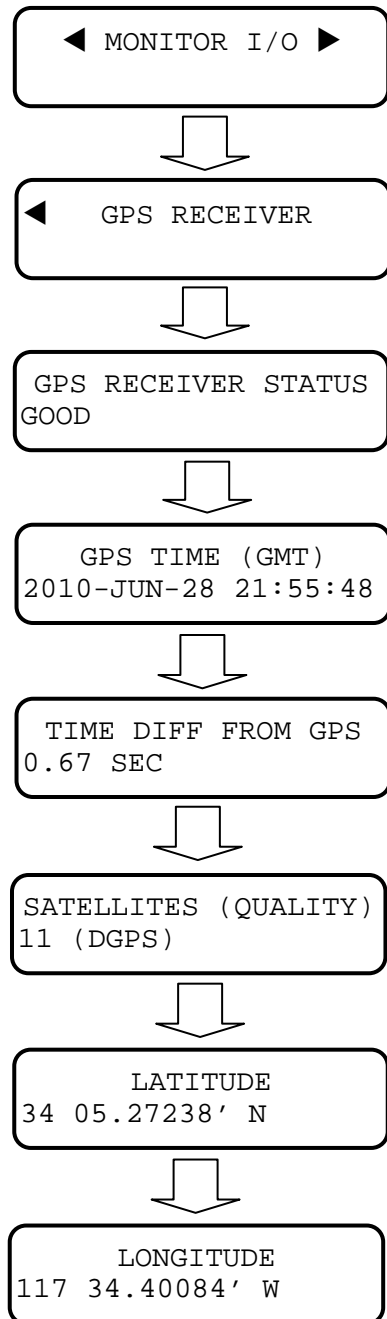 ◀ MONITOR I/O ▶
◀ GPS RECEIVER
GPS RECEIVER STATUS
GOOD
GPS TIME (GMT)
2010-JUN-28 21:55:48
TIME DIFF FROM GPS
0.67 SEC
SATELLITES (QUALITY)
11 (DGPS)
LATITUDE
34 05.27238′ N
LONGITUDE
117 34.40084′ W